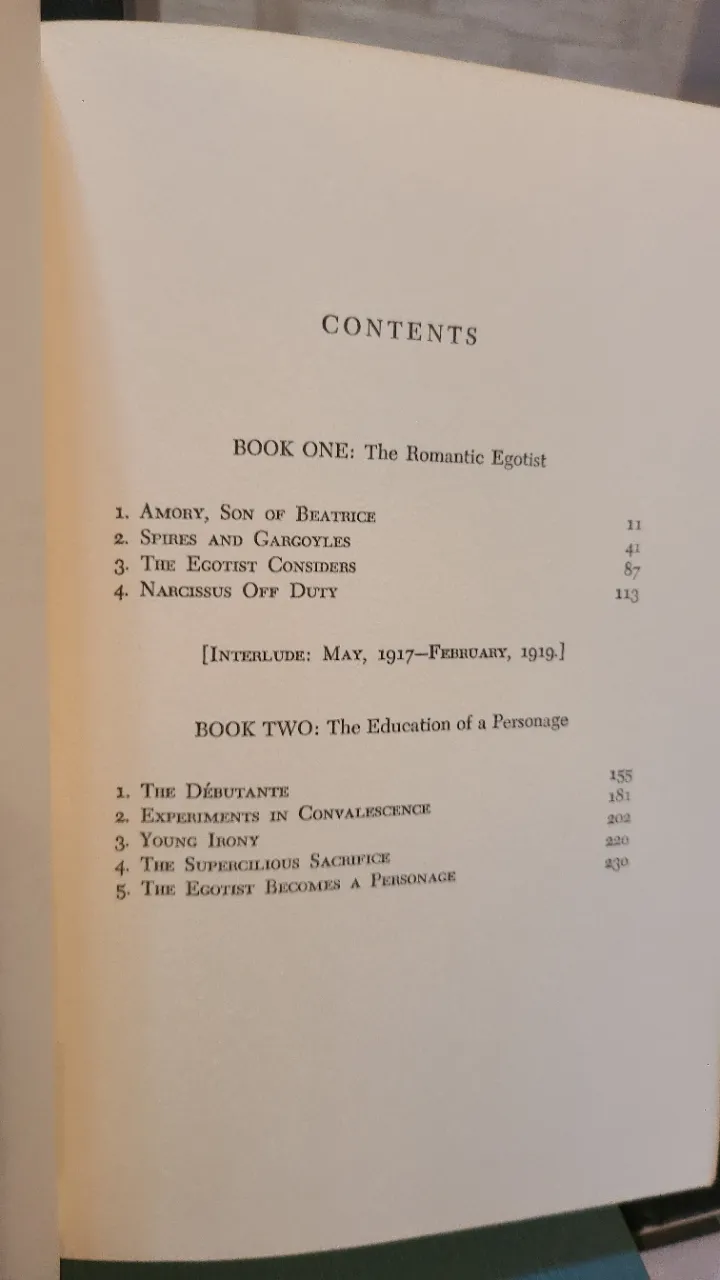 CONTENTS
BOOK ONE: The Romantic Egotist
1. Amory, Son of Beatrice 11
2. Spires and Gargoyles 41
3. The Egotist Considers 87
4. Narcissus Off Duty 113
[Interlude: May, 1917–February, 1919.]
BOOK TWO: The Education of a Personage
1. The Débutante 155
2. Experiments in Convalescence 181
3. Young Irony 202
4. The Supercilious Sacrifice 220
5. The Egotist Becomes a Personage 230